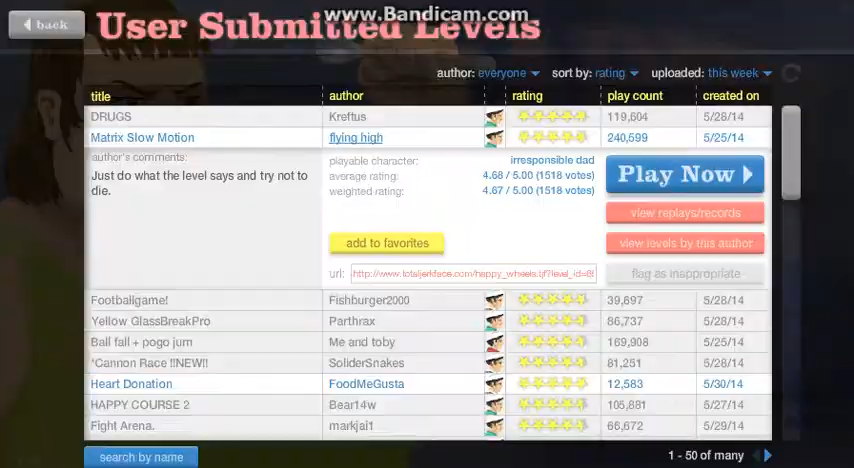 www.Bandicam.com
back
User Submitted Levels
author: everyone sort by: rating uploaded: this week
title author rating play count created on
DRUGS Kreftus 119,604 5/28/14
Matrix Slow Motion flying high 240,599 5/25/14
author's comments:
Just do what the level says and try not to
die.
playable character: irresponsible dad
average rating: 4.68 / 5.00 (1518 votes)
weighted rating: 4.67 / 5.00 (1518 votes)
Play Now
view replays/records
add to favorites
view levels by this author
url: http://www.totaljerkface.com/happy_wheels.tjf?level_id=
flag as inappropriate
Footballgame! Fishburger2000 39,697 5/28/14
Yellow GlassBreakPro Parthrax 86,737 5/28/14
Ball fall + pogo jum Me and toby 169,908 5/25/14
*Cannon Race !!NEW!! SoliderSnakes 81,251 5/28/14
Heart Donation FoodMeGusta 12,583 5/30/14
HAPPY COURSE 2 Bear14w 105,881 5/27/14
Fight Arena. markjai1 66,672 5/29/14
search by name
1 - 50 of many